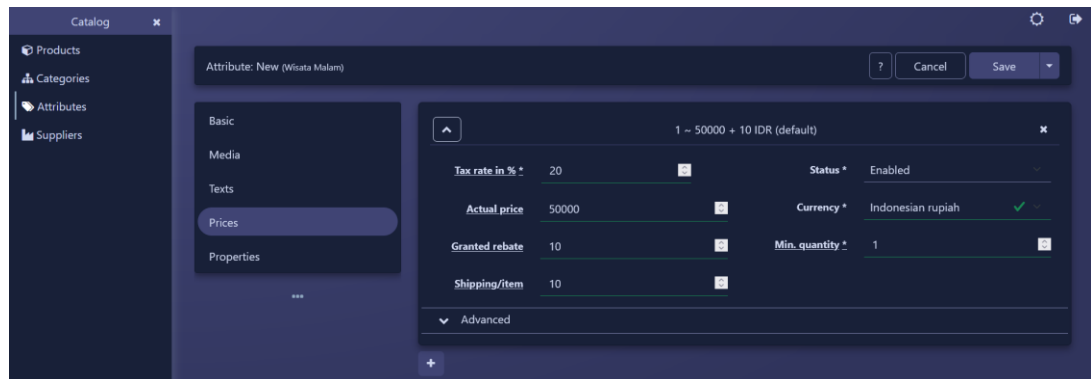 Catalog ×
Products
Categories
Attributes
Suppliers
Attribute: New (Wisata Malam)
? Cancel Save
Basic
Media
Texts
Prices
Properties
1 ~ 50000 + 10 IDR (default)
Tax rate in % * 20 Status * Enabled
Actual price 50000 Currency * Indonesian rupiah
Granted rebate 10 Min. quantity * 1
Shipping/item 10
Advanced
+